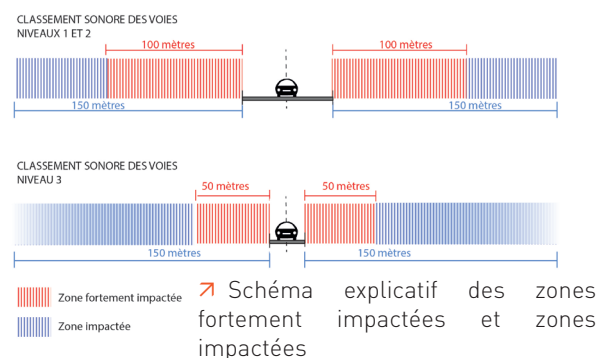 CLASSEMENT SONORE DES VOIES
NIVEAUX 1 ET 2
100 mètres 100 mètres
150 mètres 150 mètres
CLASSEMENT SONORE DES VOIES
NIVEAU 3
50 mètres 50 mètres
150 mètres 150 mètres
Zone fortement impactée
Zone impactée
↗ Schéma explicatif des zones
fortement impactées et zones
impactées